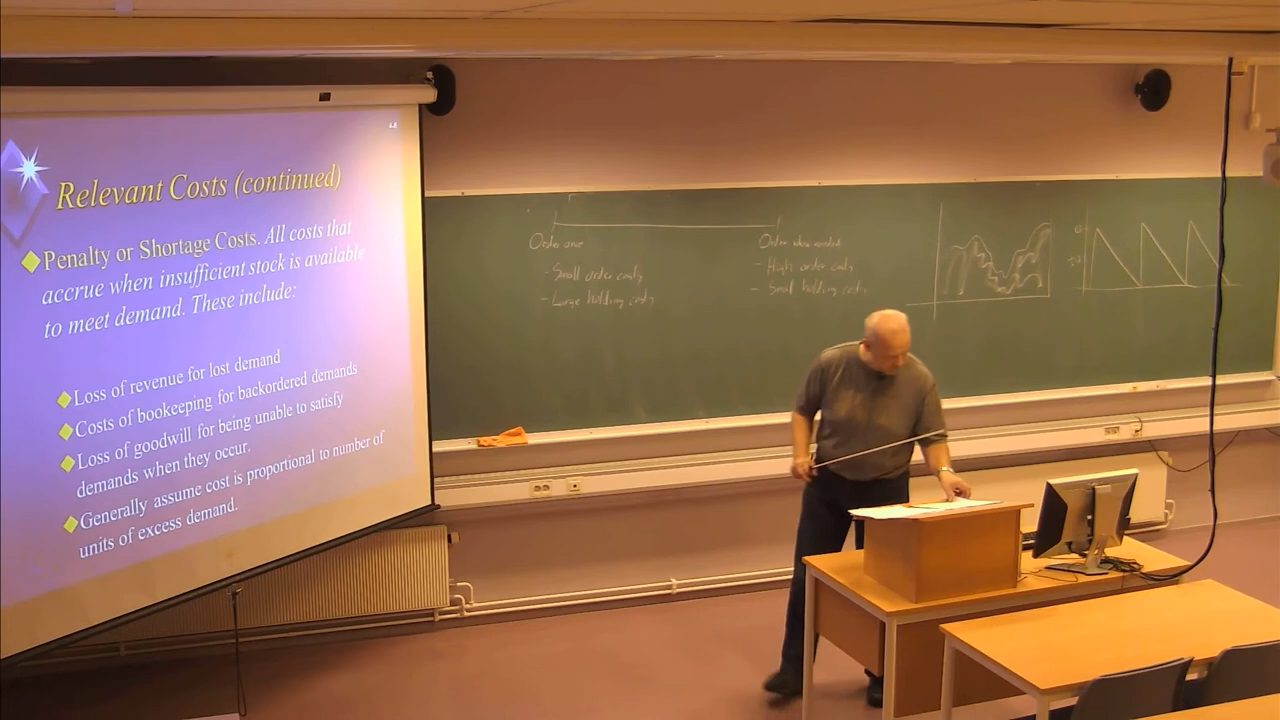 Relevant Costs (continued)
Penalty or Shortage Costs. All costs that
accrue when insufficient stock is available
to meet demand. These include:
Loss of revenue for lost demand
Costs of bookeeping for backordered demands
Loss of goodwill for being unable to satisfy
demands when they occur.
Generally assume cost is proportional to number of
units of excess demand.
Order once
- Small order costs
- Large holding costs
Order when needed
- High order costs
- Small holding costs